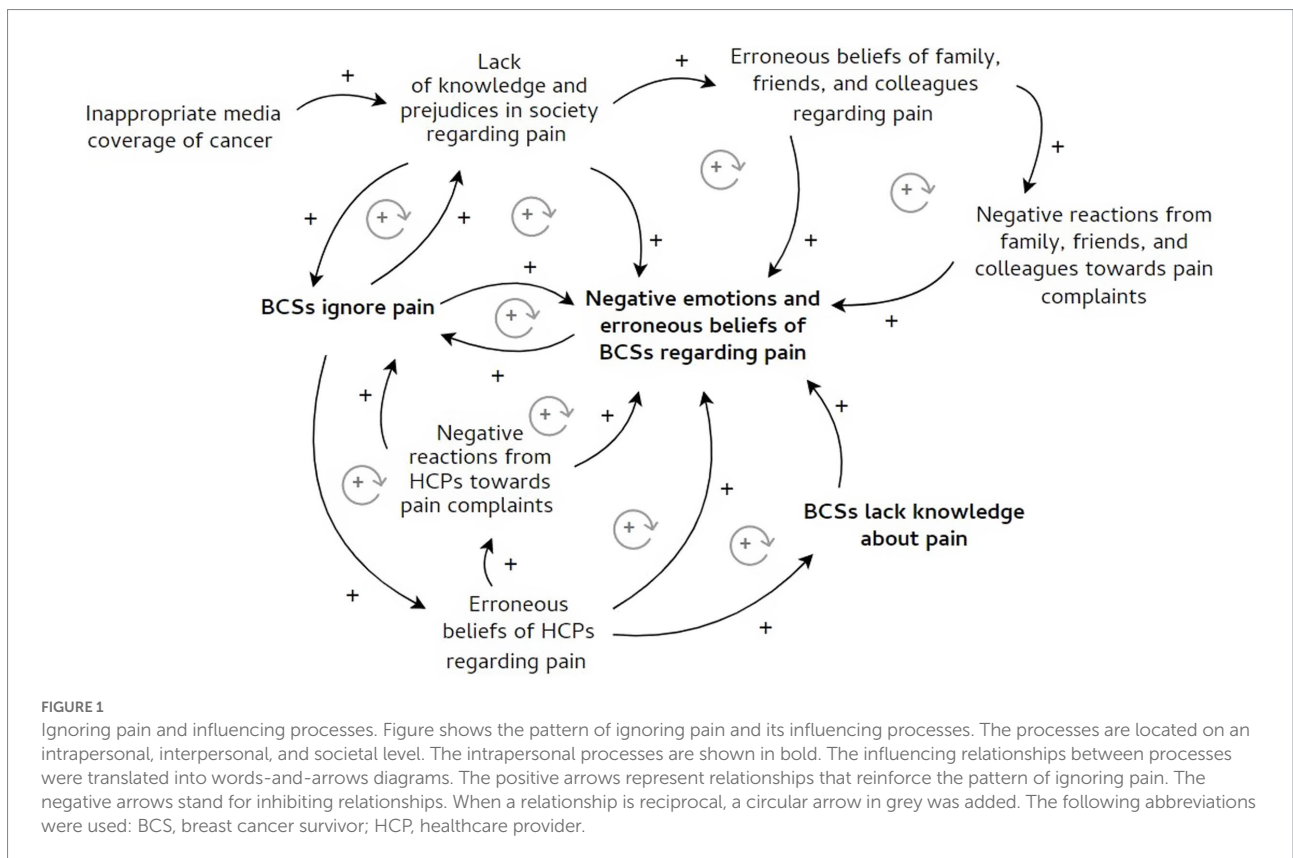 Inappropriate media
coverage of cancer
+
Lack
of knowledge and
prejudices in society
regarding pain
+
Erroneous beliefs of family,
friends, and colleagues
regarding pain
+
Negative reactions from
family, friends, and
colleagues towards pain
complaints
+
+
+
+
+
+
+
+
+
BCSs ignore pain
+
+
+
Negative emotions and
erroneous beliefs of
BCSs regarding pain
+
+
+
+
Negative
reactions from
HCPs towards
pain complaints
+
+
+
+
+
BCSs lack knowledge
about pain
+
+
+
Erroneous
beliefs of HCPs
regarding pain
+
FIGURE 1
Ignoring pain and influencing processes. Figure shows the pattern of ignoring pain and its influencing processes. The processes are located on an
intrapersonal, interpersonal, and societal level. The intrapersonal processes are shown in bold. The influencing relationships between processes
were translated into words-and-arrows diagrams. The positive arrows represent relationships that reinforce the pattern of ignoring pain. The
negative arrows stand for inhibiting relationships. When a relationship is reciprocal, a circular arrow in grey was added. The following abbreviations
were used: BCS, breast cancer survivor; HCP, healthcare provider.